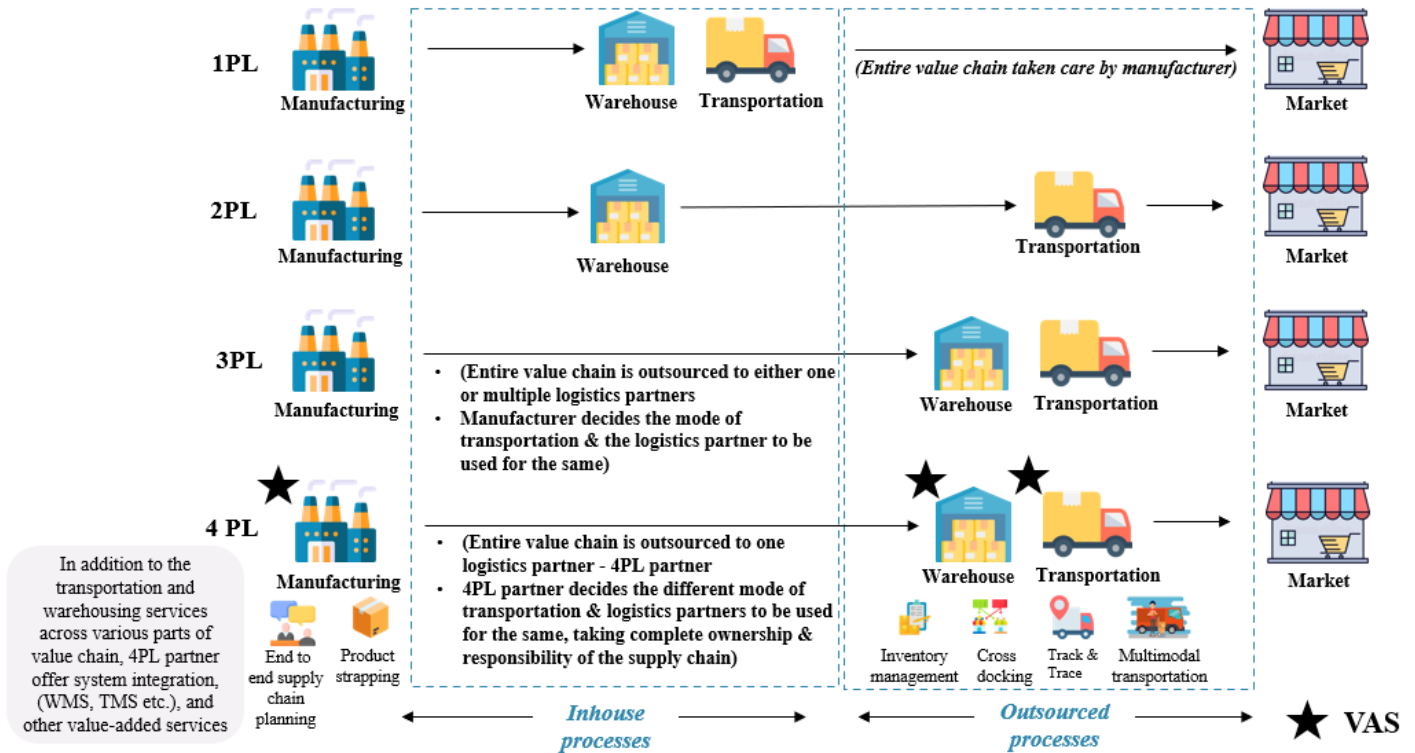 1PL
Manufacturing
Warehouse
Transportation
(Entire value chain taken care by manufacturer)
Market
2PL
Manufacturing
Warehouse
Transportation
Market
3PL
Manufacturing
• (Entire value chain is outsourced to either one
or multiple logistics partners
• Manufacturer decides the mode of
transportation & the logistics partner to be
used for the same)
Warehouse
Transportation
Market
4 PL
Manufacturing
• (Entire value chain is outsourced to one
logistics partner - 4PL partner
• 4PL partner decides the different mode of
transportation & logistics partners to be used
for the same, taking complete ownership &
responsibility of the supply chain)
Warehouse
Transportation
Market
In addition to the
transportation and
warehousing services
across various parts of
value chain, 4PL partner
offer system integration,
(WMS, TMS etc.), and
other value-added services
End to
end supply
chain
planning
Product
strapping
Inventory
management
Cross
docking
Track &
Trace
Multimodal
transportation
Inhouse
processes
Outsourced
processes
VAS